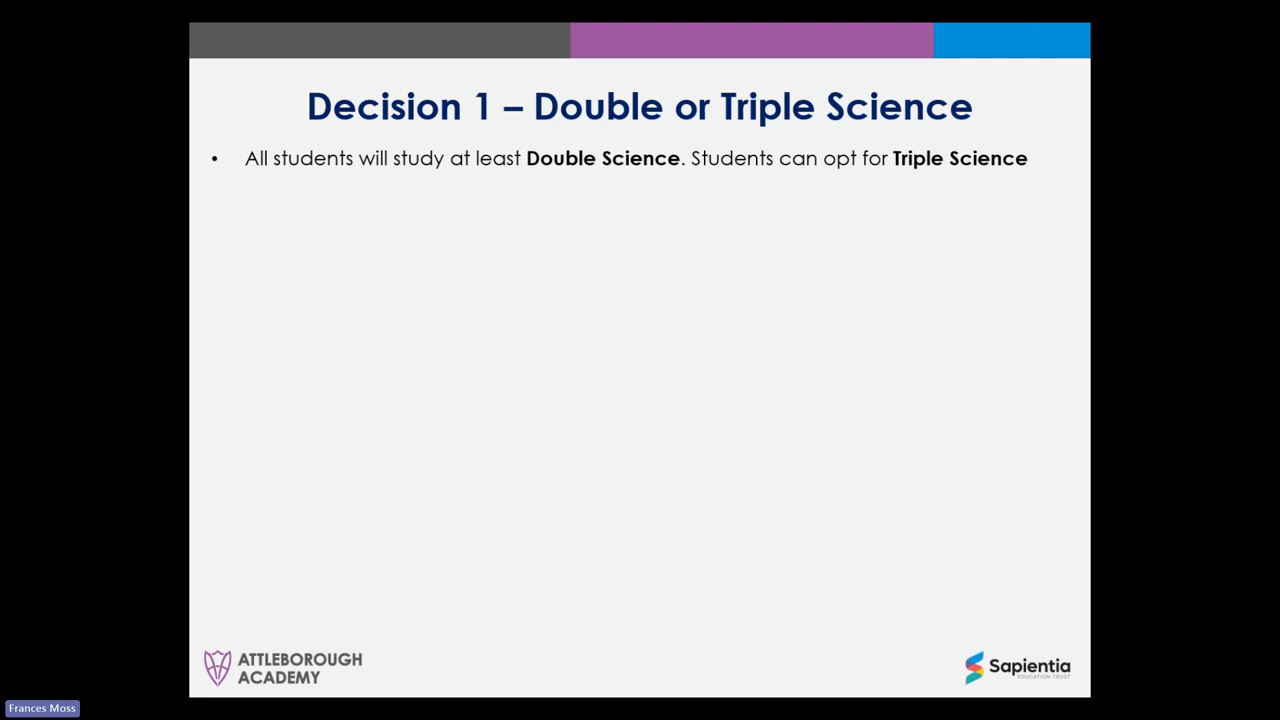 Decision 1 – Double or Triple Science
• All students will study at least Double Science. Students can opt for Triple Science
ATTLEBOROUGH
ACADEMY
Sapientia
EDUCATION TRUST
Frances Moss